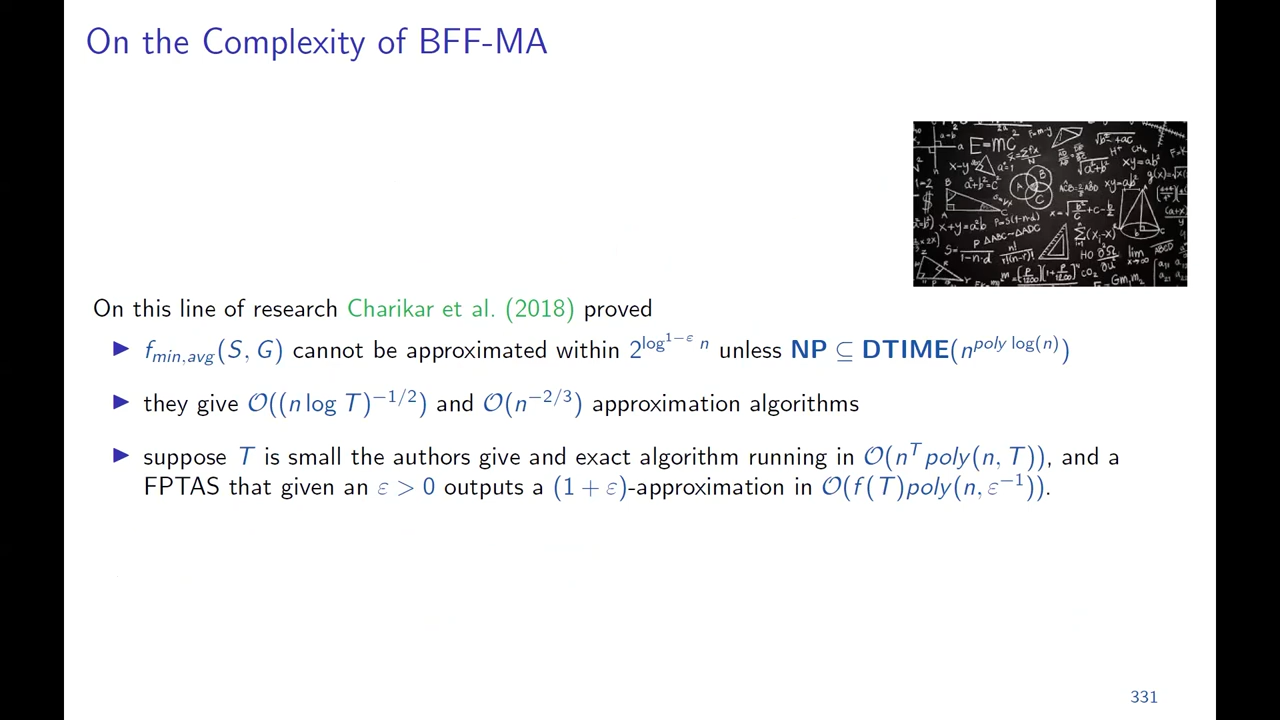 On the Complexity of BFF-MA
E=mc²
On this line of research Charikar et al. (2018) proved
▶ f_{min,avg}(S, G) cannot be approximated within 2^{log^{1−ε} n} unless NP ⊆ DTIME(n^{poly log(n)})
▶ they give O((n log T)^{−1/2}) and O(n^{−2/3}) approximation algorithms
▶ suppose T is small the authors give and exact algorithm running in O(n^T poly(n, T)), and a
FPTAS that given an ε > 0 outputs a (1 + ε)-approximation in O(f(T)poly(n, ε^{−1})).
331